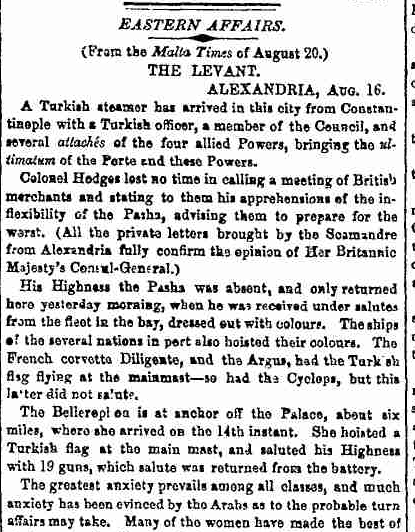 EASTERN AFFAIRS.
(From the Malta Times of August 20.)
THE LEVANT.
ALEXANDRIA, AUG. 16.
A Turkish steamer has arrived in this city from Constan-
tinople with a Turkish officer, a member of the Council, and
several attachés of the four allied Powers, bringing the ul-
timatum of the Porte and these Powers.
Colonel Hodges lost no time in calling a meeting of British
merchants and stating to them his apprehensions of the in-
flexibility of the Pasha, advising them to prepare for the
worst. (All the private letters brought by the Scamandre
from Alexandria fully confirm the opinion of Her Britannic
Majesty's Consul-General.)
His Highness the Pasha was absent, and only returned
here yesterday morning, when he was received under salutes
from the fleet in the bay, dressed out with colours. The ships
of the several nations in port also hoisted their colours. The
French corvette Diligente, and the Argus, had the Turkish
flag flying at the mainmast—so had the Cyclops, but this
latter did not salute.
The Bellerophon is at anchor off the Palace, about six
miles, where she arrived on the 14th instant. She hoisted a
Turkish flag at the main mast, and saluted his Highness
with 19 guns, which salute was returned from the battery.
The greatest anxiety prevails among all classes, and much
anxiety has been evinced by the Arabs as to the probable turn
affairs may take. Many of the women have made the best of